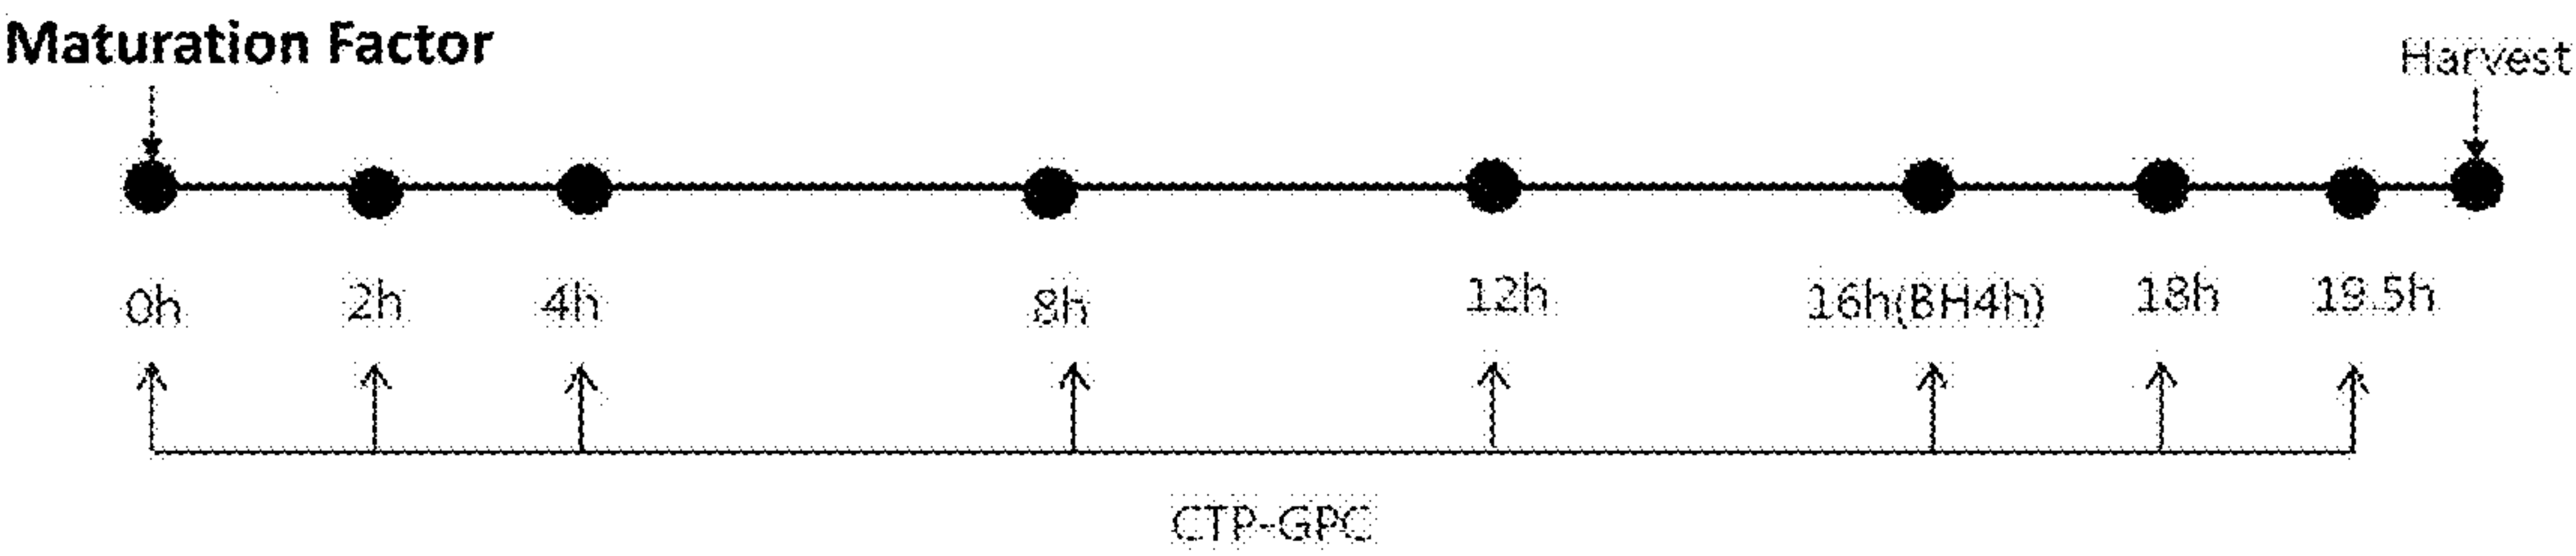 Maturation Factor
Harvest
0h 2h 4h 8h 12h 16h(BH4h) 18h 19.5h
CTP-GPC